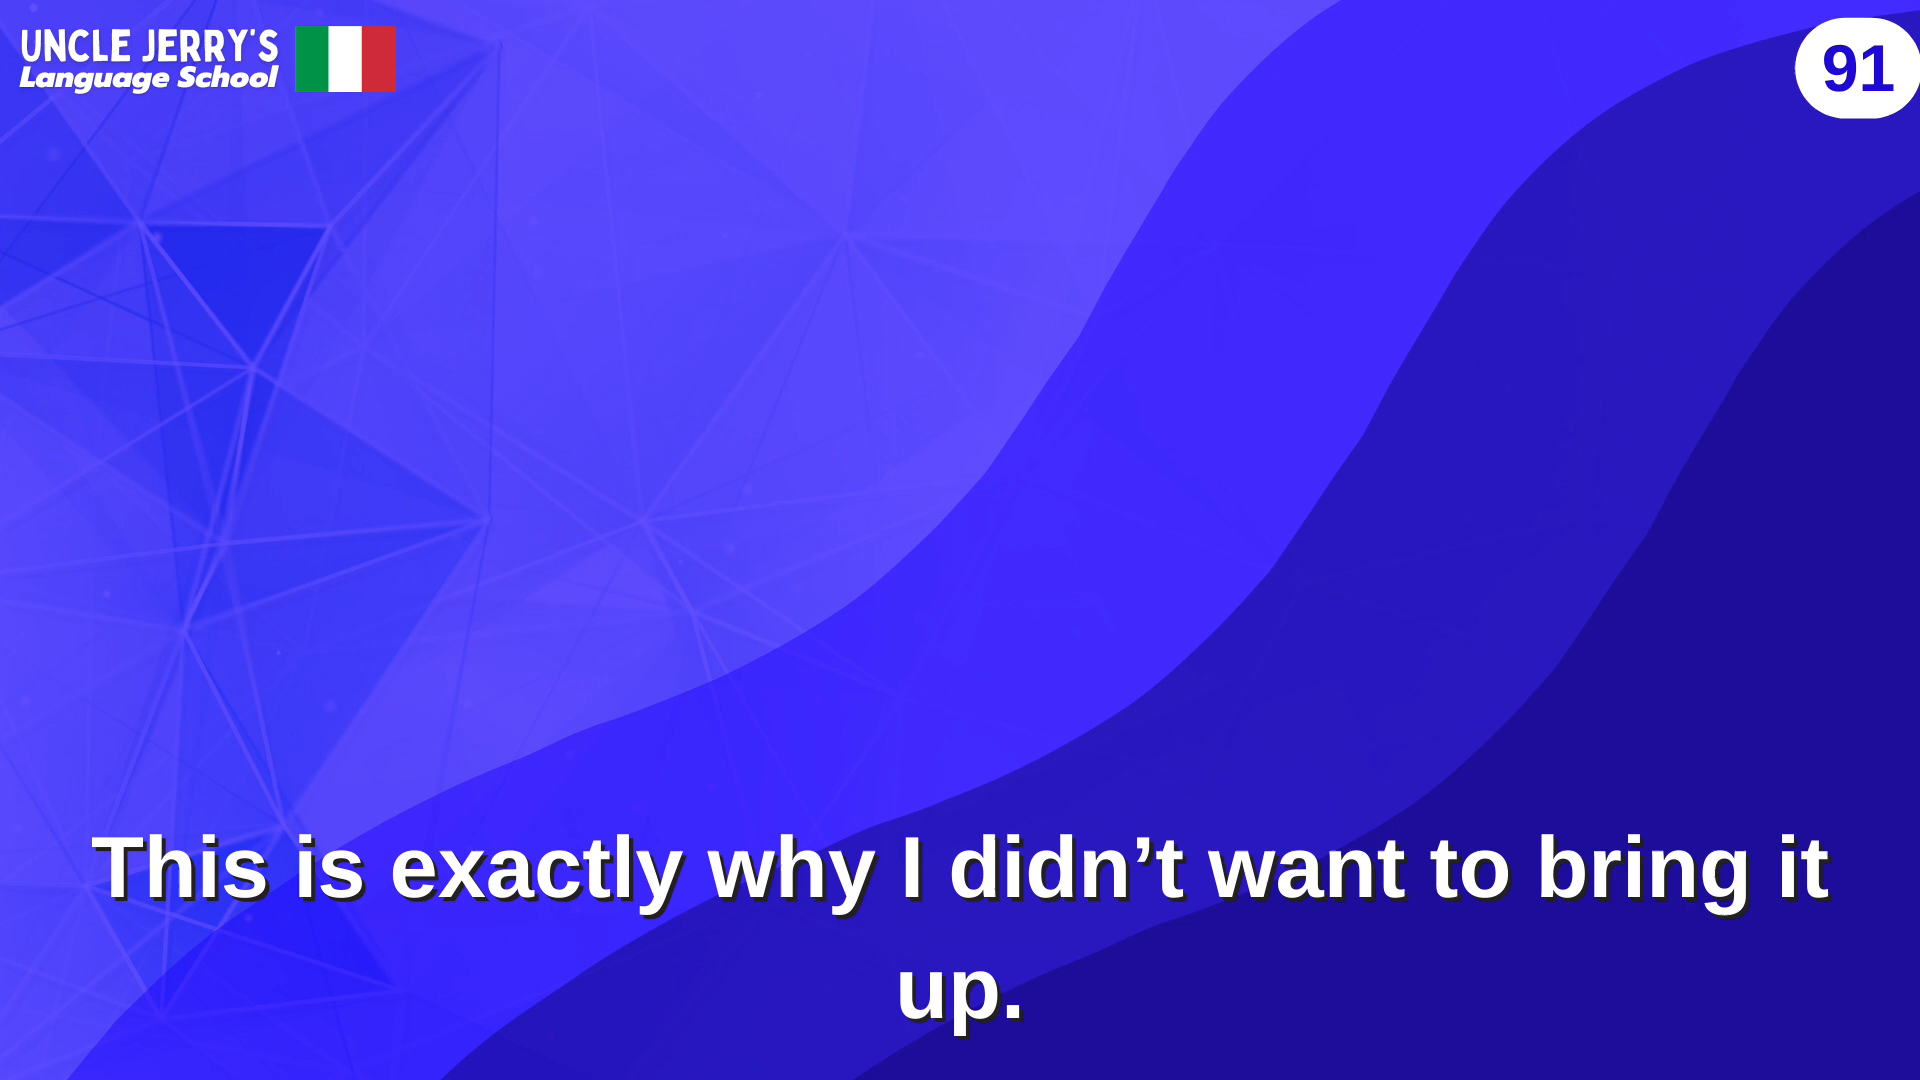 UNCLE JERRY'S
Language School
91
This is exactly why I didn’t want to bring it
up.